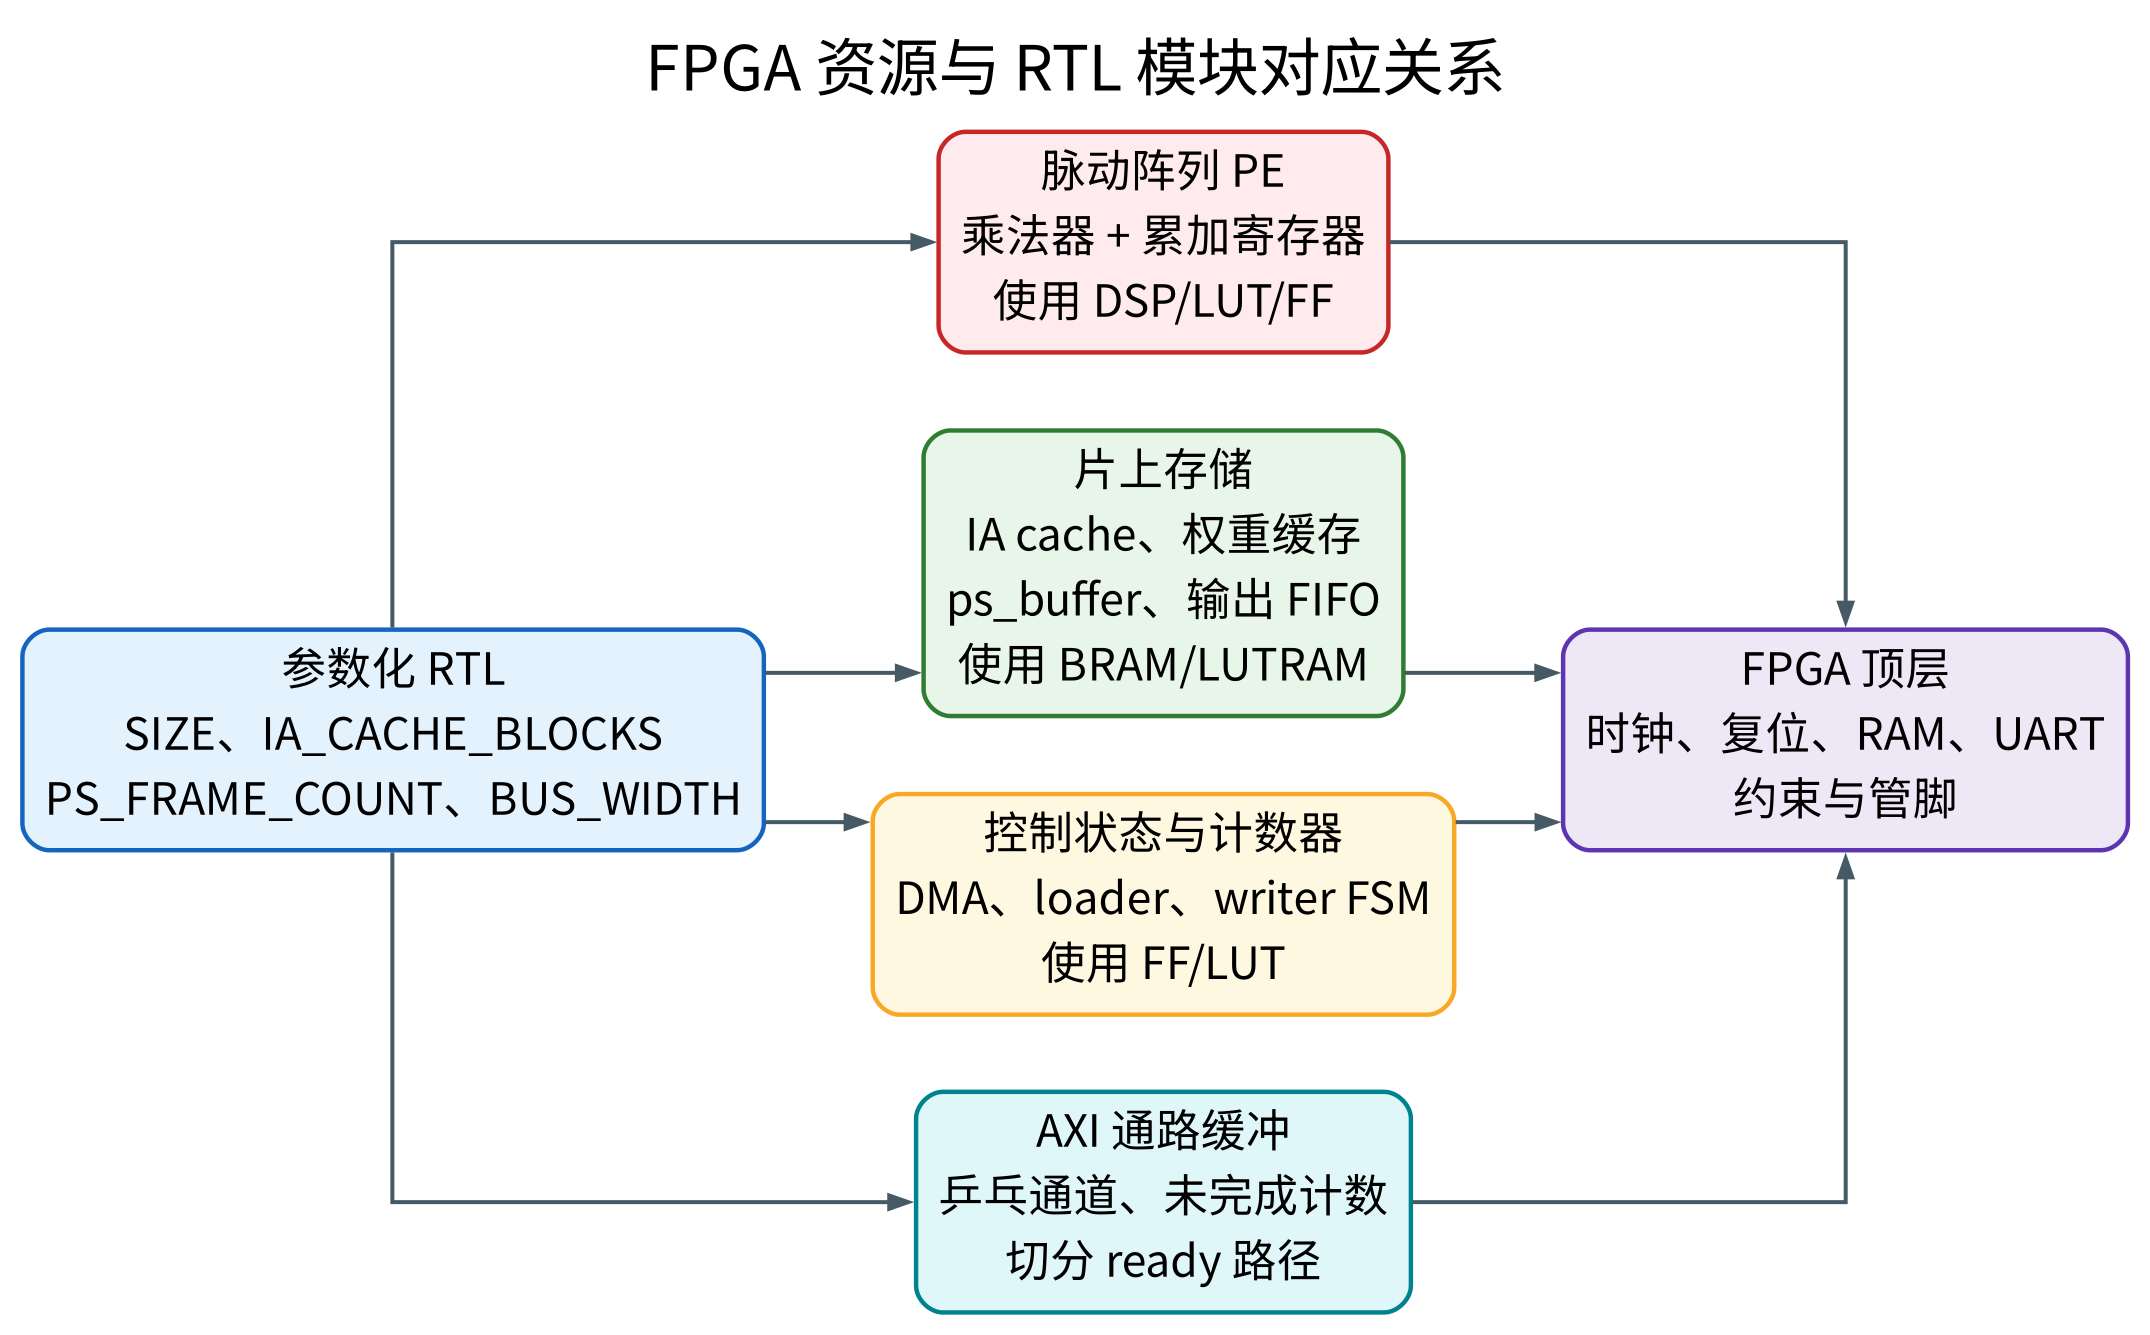 FPGA 资源与 RTL 模块对应关系
脉动阵列 PE
乘法器 + 累加寄存器
使用 DSP/LUT/FF
片上存储
IA cache、权重缓存
ps_buffer、输出 FIFO
使用 BRAM/LUTRAM
参数化 RTL
SIZE、IA_CACHE_BLOCKS
PS_FRAME_COUNT、BUS_WIDTH
FPGA 顶层
时钟、复位、RAM、UART
约束与管脚
控制状态与计数器
DMA、loader、writer FSM
使用 FF/LUT
AXI 通路缓冲
乒乓通道、未完成计数
切分 ready 路径